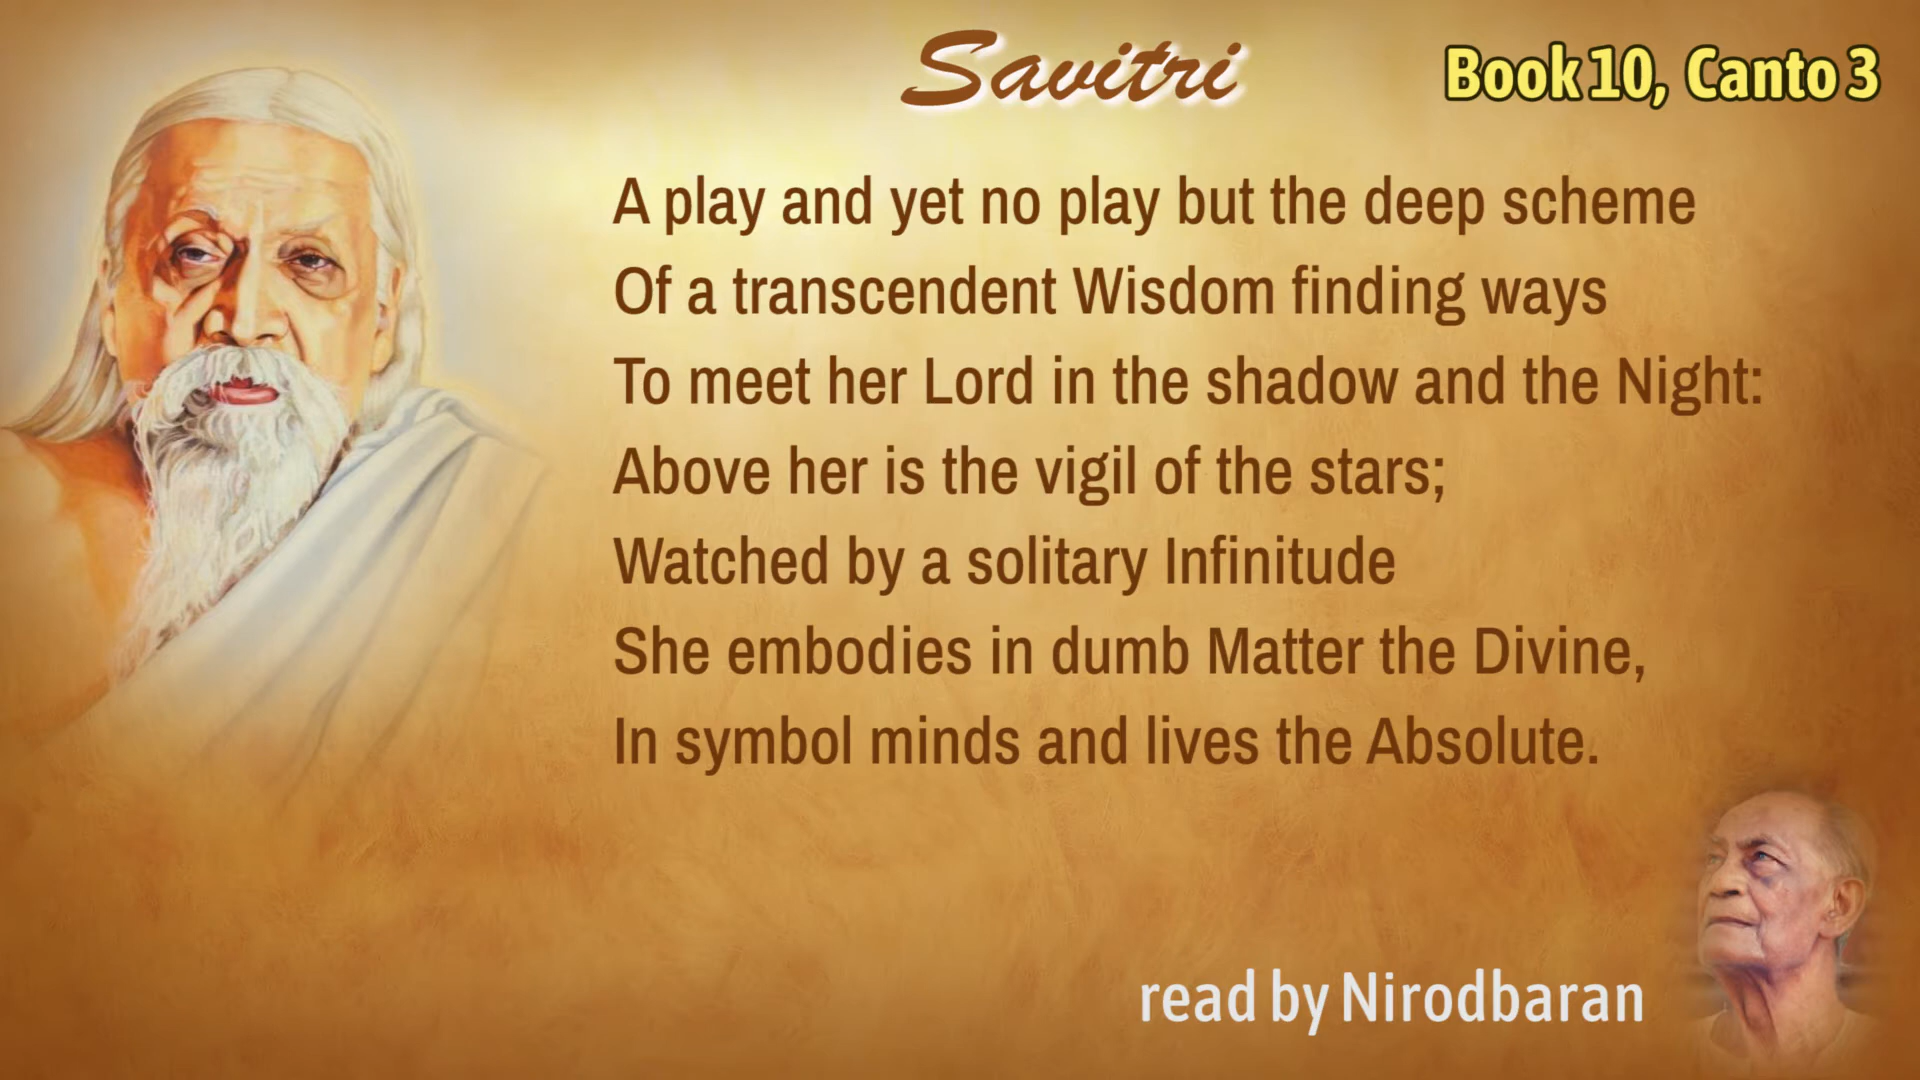 Savitri
Book 10, Canto 3
A play and yet no play but the deep scheme
Of a transcendent Wisdom finding ways
To meet her Lord in the shadow and the Night:
Above her is the vigil of the stars;
Watched by a solitary Infinitude
She embodies in dumb Matter the Divine,
In symbol minds and lives the Absolute.
read by Nirodbaran